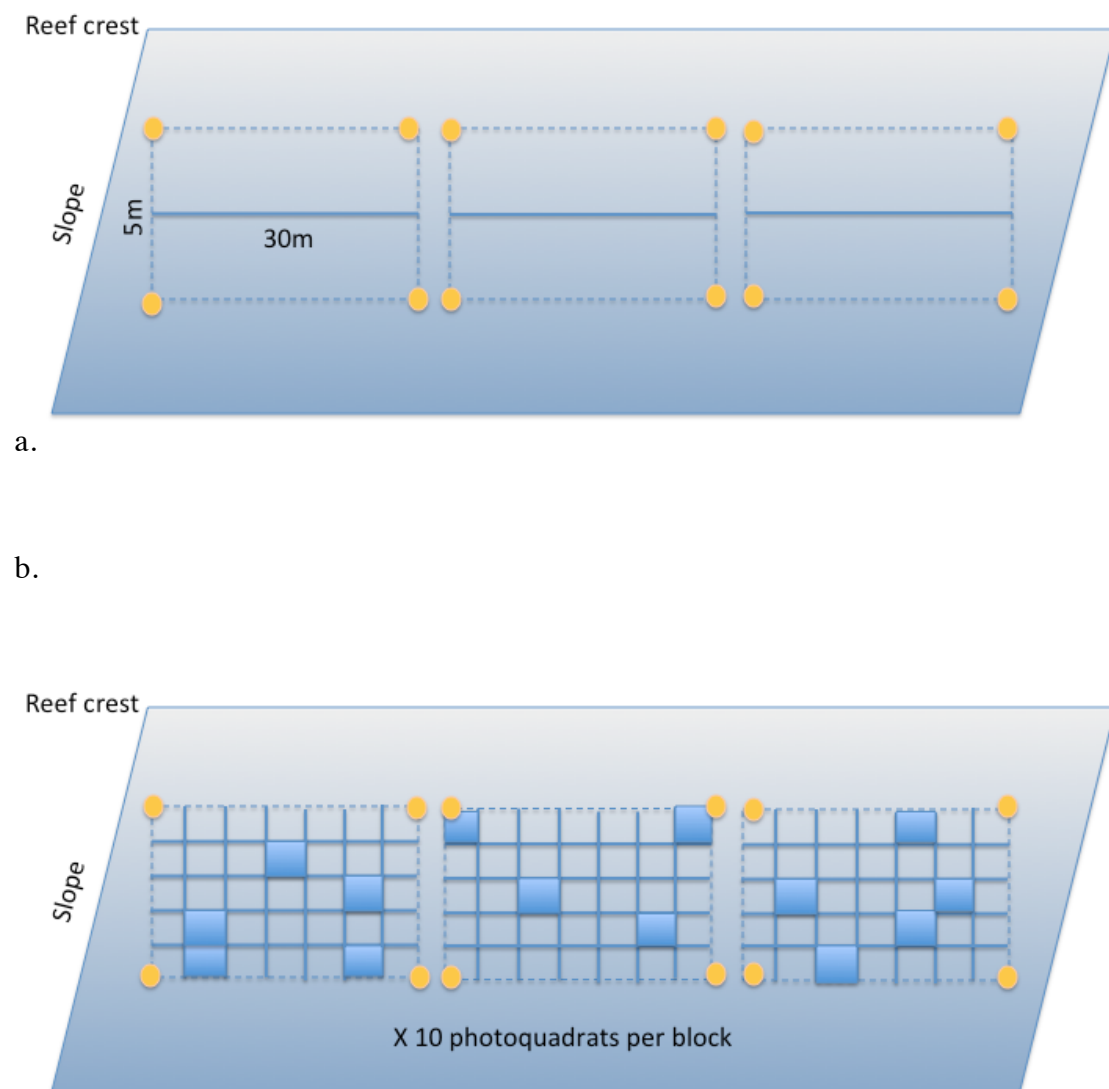 Reef crest
Slope
5m
30m
a.
b.
Reef crest
Slope
X 10 photoquadrats per block